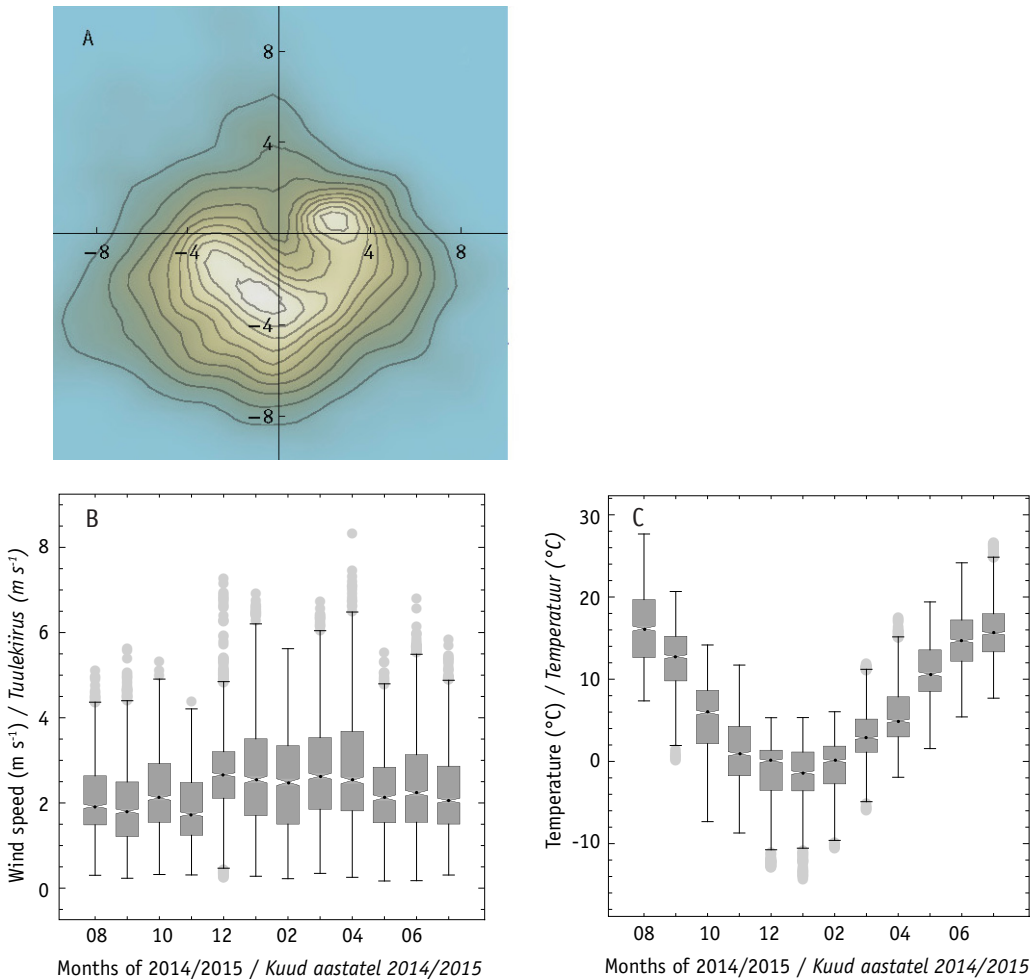 A
8
4
−8
−4
4
8
−4
−8
B
Wind speed (m s-1) / Tuulekiirus (m s-1)
8
6
4
2
0
08 10 12 02 04 06
Months of 2014/2015 / Kuud aastatel 2014/2015
C
Temperature (°C) / Temperatuur (°C)
30
20
10
0
-10
08 10 12 02 04 06
Months of 2014/2015 / Kuud aastatel 2014/2015